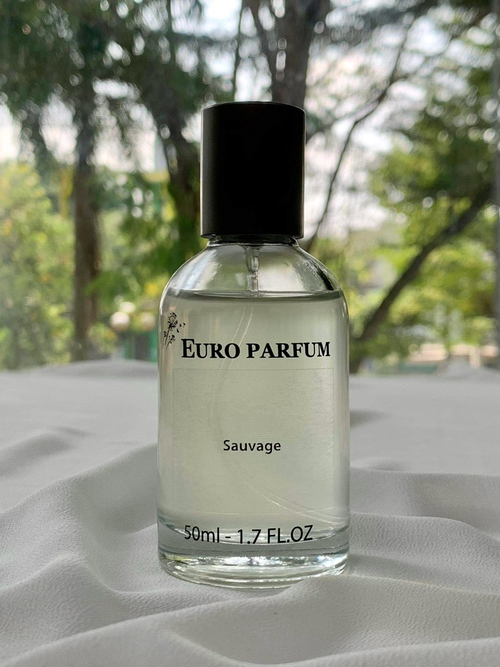 EURO PARFUM
Sauvage
50ml - 1.7 FL.OZ